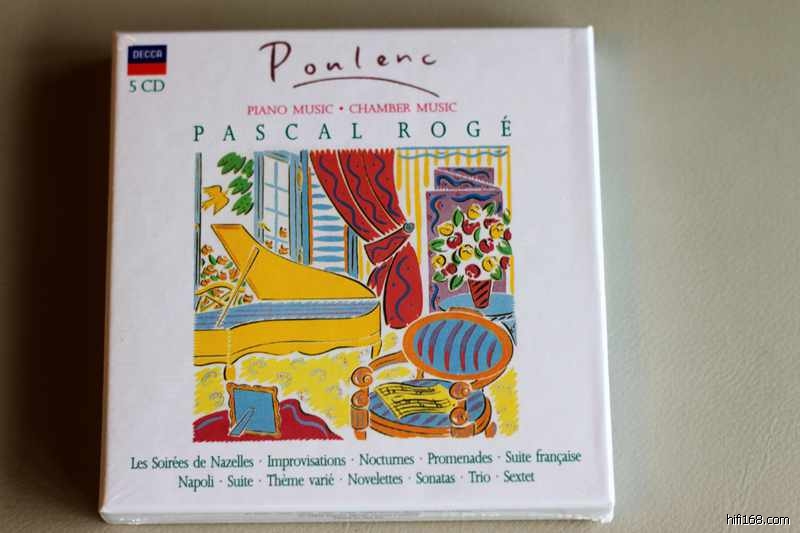 DECCA
5 CD
Poulenc
PIANO MUSIC • CHAMBER MUSIC
PASCAL ROGÉ
Les Soirées de Nazelles · Improvisations · Nocturnes · Promenades · Suite française
Napoli · Suite · Thème varié · Novelettes · Sonatas · Trio · Sextet
hifi168.com